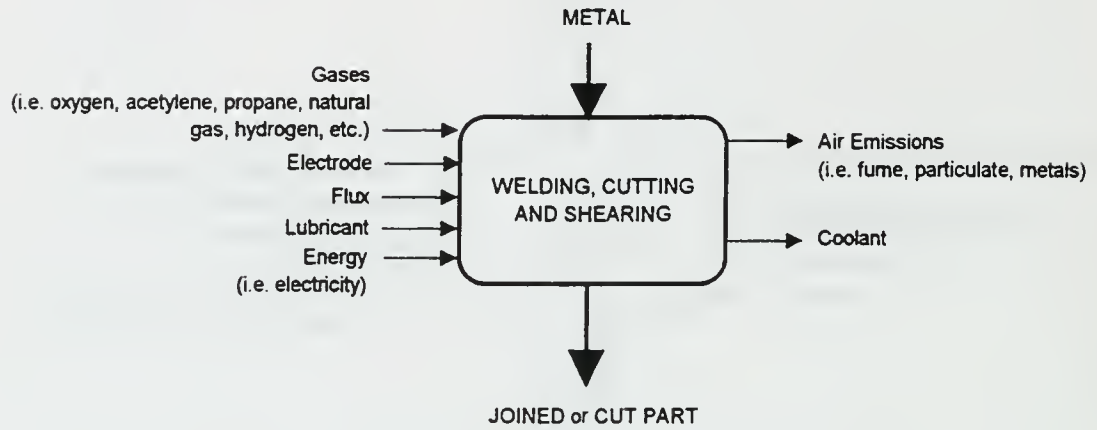 METAL
Gases
(i.e. oxygen, acetylene, propane, natural
gas, hydrogen, etc.)
Electrode
Flux
Lubricant
Energy
(i.e. electricity)
WELDING, CUTTING
AND SHEARING
Air Emissions
(i.e. fume, particulate, metals)
Coolant
JOINED or CUT PART